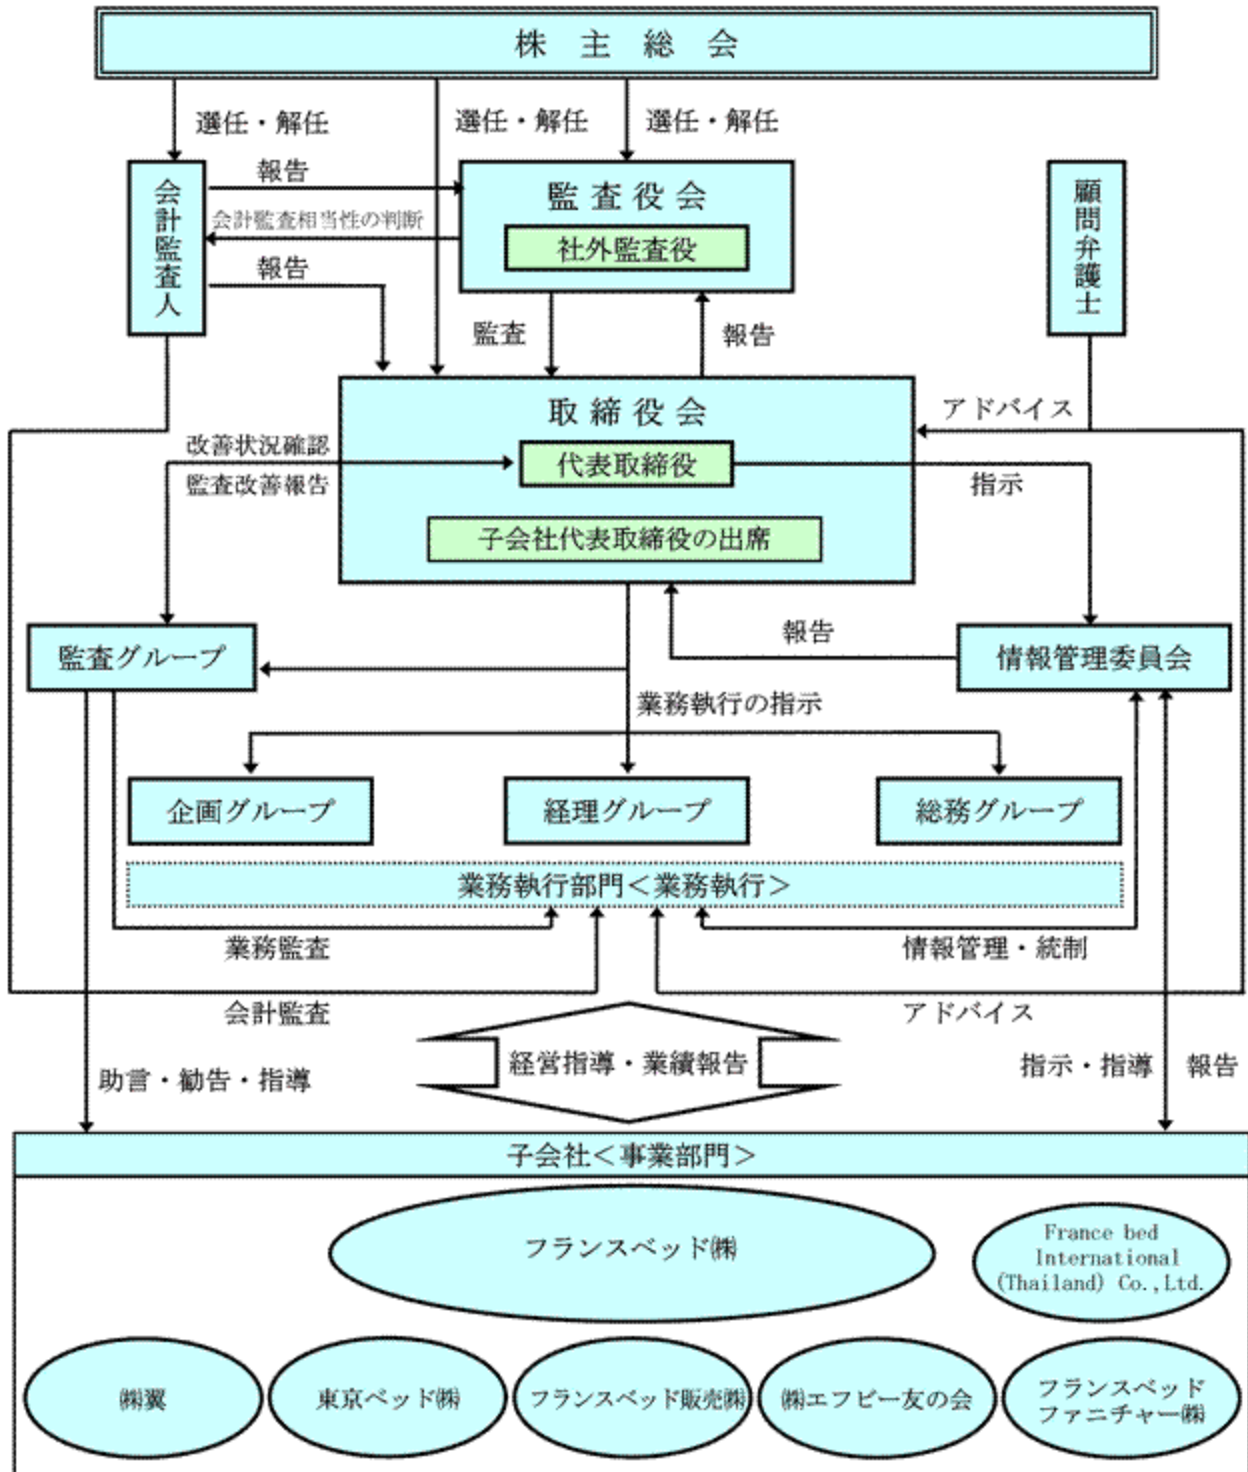 株主総会
選任・解任
選任・解任
選任・解任
会計監査人
報告
会計監査相当性の判断
報告
監査役会
社外監査役
顧問弁護士
監査
報告
取締役会
代表取締役
子会社代表取締役の出席
アドバイス
改善状況確認
監査改善報告
指示
監査グループ
報告
情報管理委員会
業務執行の指示
企画グループ
経理グループ
総務グループ
業務執行部門＜業務執行＞
業務監査
情報管理・統制
会計監査
アドバイス
経営指導・業績報告
助言・勧告・指導
指示・指導
報告
子会社＜事業部門＞
フランスベッド㈱
France bed
International
(Thailand) Co.,Ltd.
㈱翼
東京ベッド㈱
フランスベッド販売㈱
㈱エフビー友の会
フランスベッド
ファニチャー㈱